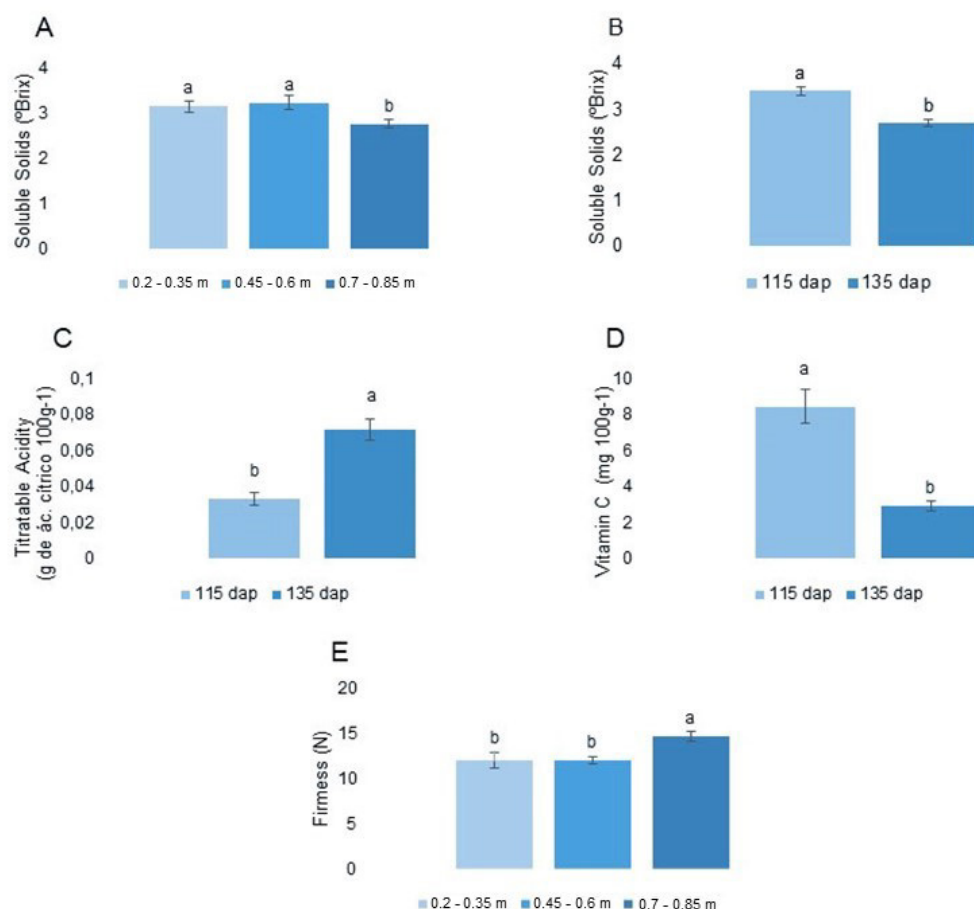 A
Soluble Solids (ºBrix)
4
3
2
1
0
a
a
b
0.2 - 0.35 m 0.45 - 0.6 m 0.7 - 0.85 m
B
Soluble Solids (ºBrix)
4
3
2
1
0
a
b
115 dap 135 dap
C
Titratable Acidity
(g de ác. cítrico 100g-1)
0,1
0,08
0,06
0,04
0,02
0
b
a
115 dap 135 dap
D
Vitamin C (mg 100g-1)
10
8
6
4
2
0
a
b
115 dap 135 dap
E
Firmness (N)
20
15
10
5
0
b
b
a
0.2 - 0.35 m 0.45 - 0.6 m 0.7 - 0.85 m